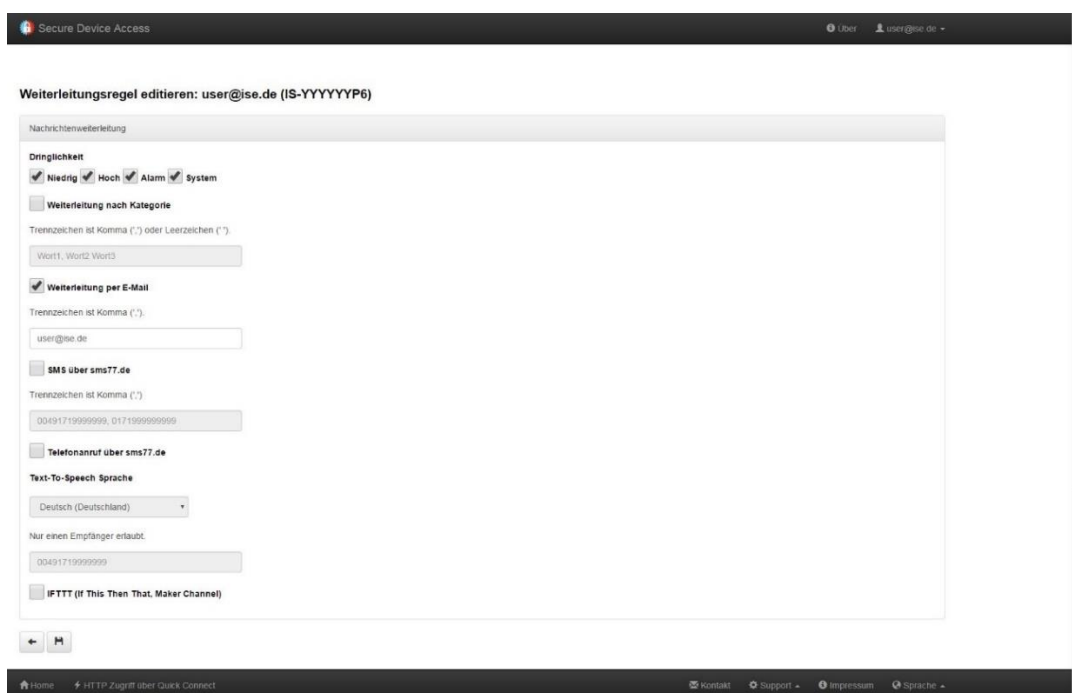 Secure Device Access
Über user@ise.de
Weiterleitungsregel editieren: user@ise.de (IS-YYYYYYP6)
Nachrichtenweiterleitung
Dringlichkeit
Niedrig Hoch Alarm System
Weiterleitung nach Kategorie
Trennzeichen ist Komma (',') oder Leerzeichen (' ').
Wort1, Wort2 Wort3
Weiterleitung per E-Mail
Trennzeichen ist Komma (',').
user@ise.de
SMS über sms77.de
Trennzeichen ist Komma (',')
00491719999999, 0171999999999
Telefonanruf über sms77.de
Text-To-Speech Sprache
Deutsch (Deutschland)
Nur einen Empfänger erlaubt.
00491719999999
IFTTT (If This Then That, Maker Channel)
Home HTTP Zugriff über Quick Connect Kontakt Support Impressum Sprache